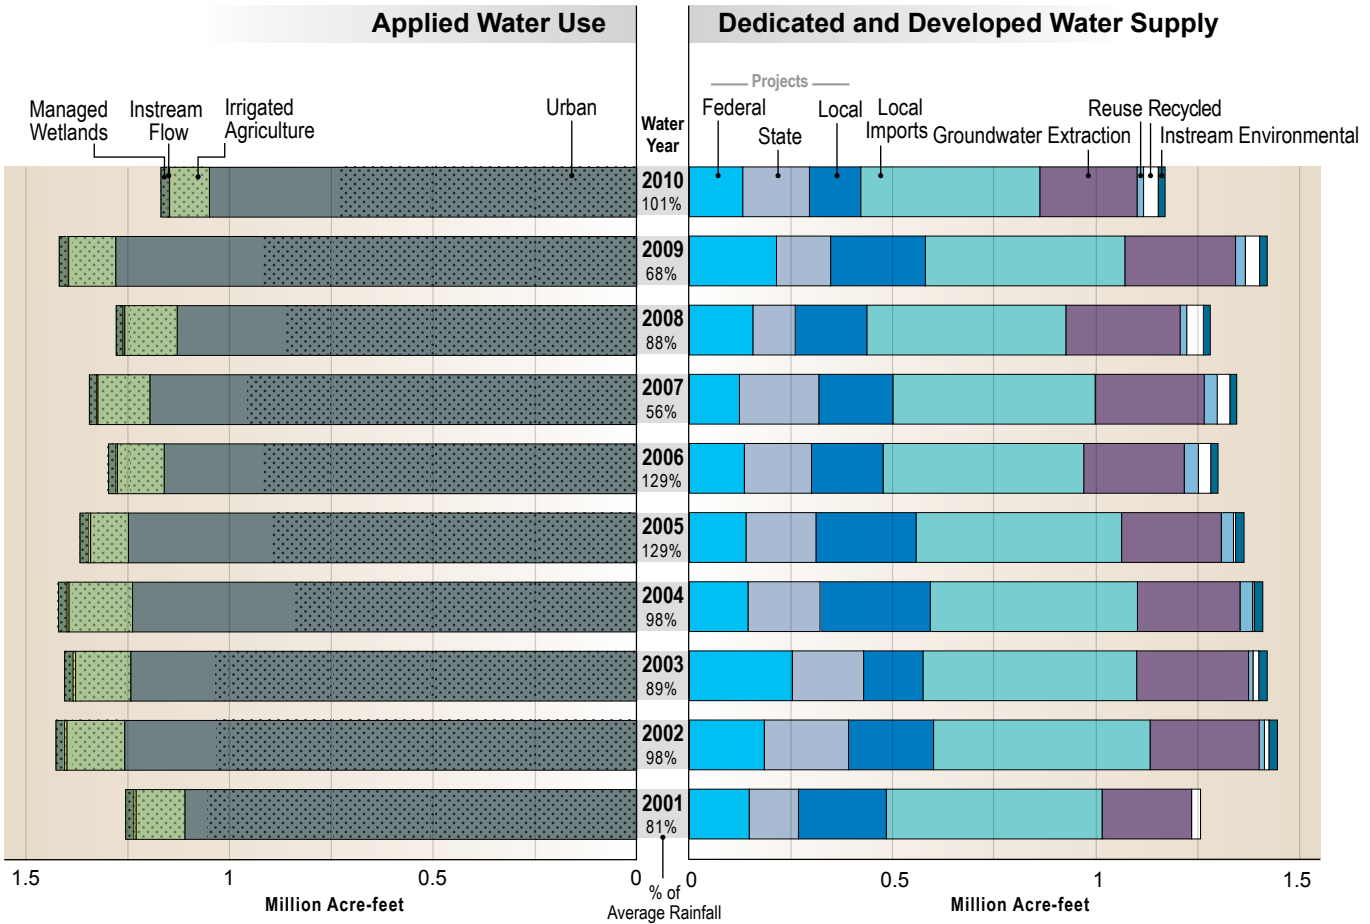 Applied Water Use
Dedicated and Developed Water Supply
Projects
Managed
Wetlands
Instream
Flow
Irrigated
Agriculture
Urban
Water
Year
Federal
State
Local
Local
Imports
Groundwater Extraction
Reuse
Recycled
Instream Environmental
2010
101%
2009
68%
2008
88%
2007
56%
2006
129%
2005
129%
2004
98%
2003
89%
2002
98%
2001
81%
1.5
1
0.5
0
0
0.5
1
1.5
Million Acre-feet
% of
Average Rainfall
Million Acre-feet